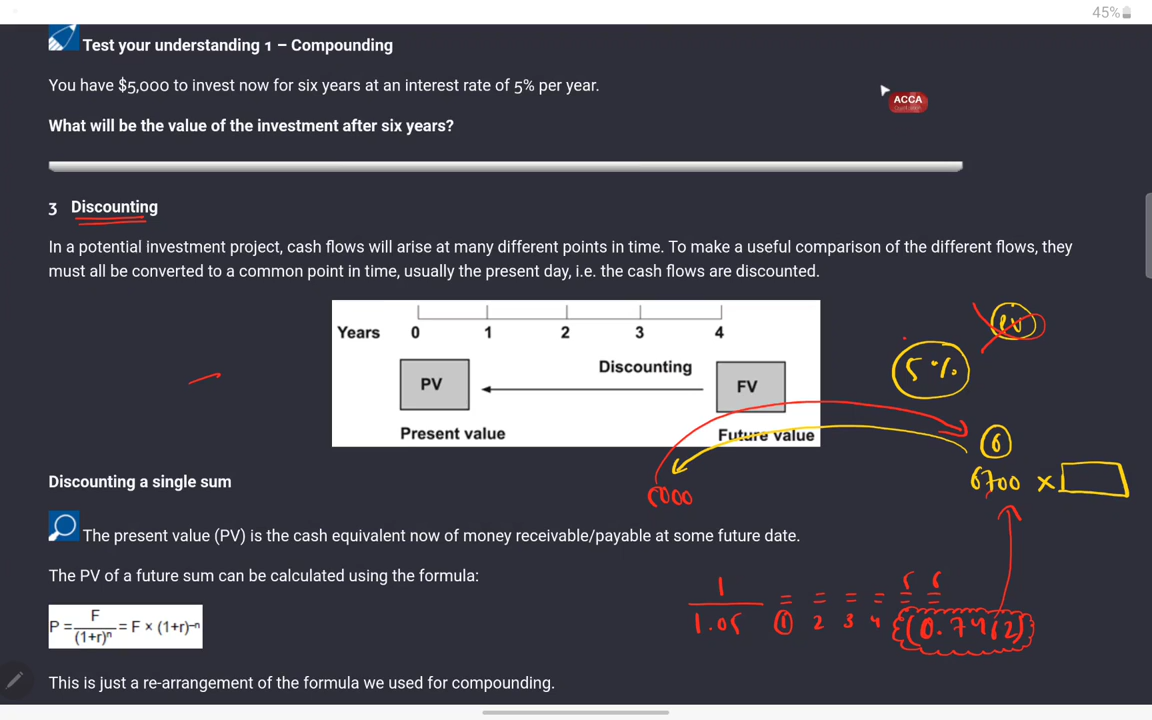 45%
Test your understanding 1 – Compounding
You have $5,000 to invest now for six years at an interest rate of 5% per year.
ACCA
What will be the value of the investment after six years?
3 Discounting
In a potential investment project, cash flows will arise at many different points in time. To make a useful comparison of the different flows, they
must all be converted to a common point in time, usually the present day, i.e. the cash flows are discounted.
Years 0 1 2 3 4
PV Discounting FV
Present value Future value
5%
6
6700 ×
Discounting a single sum
The present value (PV) is the cash equivalent now of money receivable/payable at some future date.
The PV of a future sum can be calculated using the formula:
1
1.05 = = = = = =
1 2 3 4 5 6
(0.7462)
P = F/(1+r)ⁿ = F × (1+r)⁻ⁿ
This is just a re-arrangement of the formula we used for compounding.